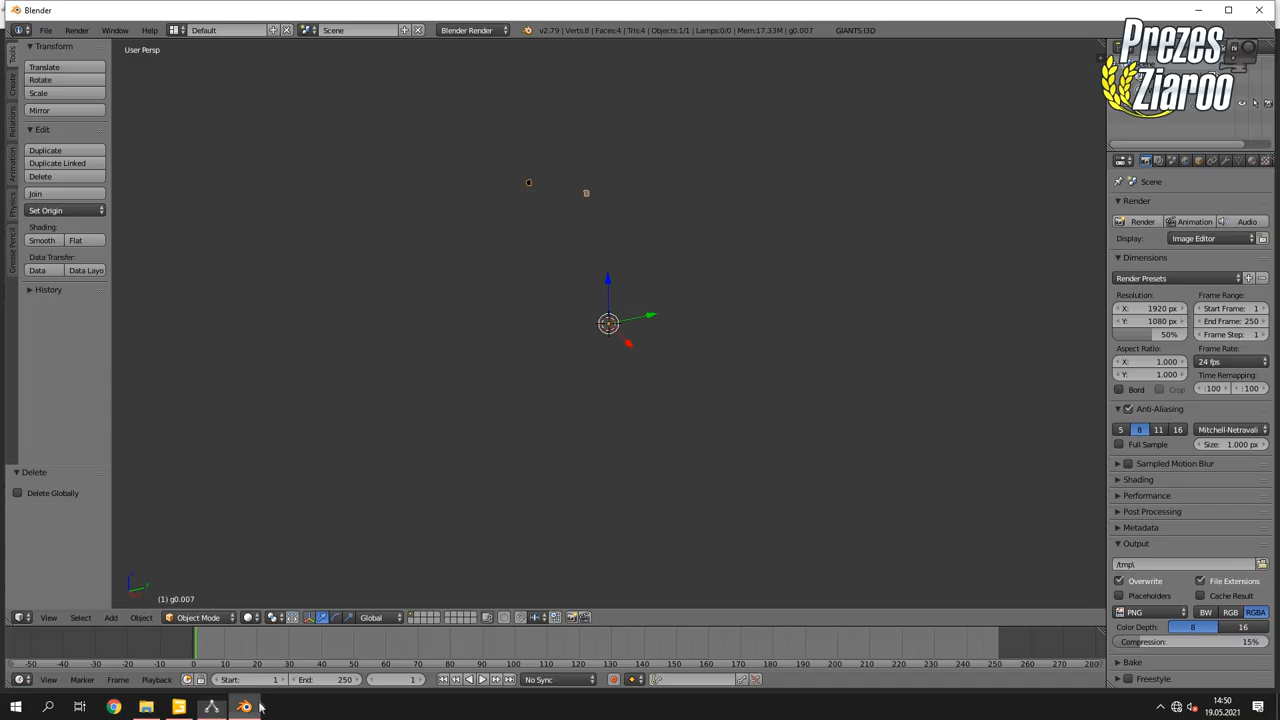 Blender
File Render Window Help Default Scene Blender Render v2.79 | Verts:8 | Faces:4 | Tris:4 | Objects:1/1 | Lamps:0/0 | Mem:17.33M | g0.007 GIANTS I3D
Prezes
Ziaroo
User Persp
Tools
Create
Relations
Animation
Physics
Grease Pencil
Transform
Translate
Rotate
Scale
Mirror
Edit
Duplicate
Duplicate Linked
Delete
Join
Set Origin
Shading:
Smooth Flat
Data Transfer:
Data Data Layo
History
Delete
Delete Globally
(1) g0.007
Scene
Render
Render Animation Audio
Display: Image Editor
Dimensions
Render Presets
Resolution: Frame Range:
X: 1920 px Start Frame: 1
Y: 1080 px End Frame: 250
50% Frame Step: 1
Aspect Ratio: Frame Rate:
X: 1.000 24 fps
Y: 1.000 Time Remapping:
Bord Crop :100 :100
Anti-Aliasing
5 8 11 16 Mitchell-Netravali
Full Sample Size: 1.000 px
Sampled Motion Blur
Shading
Performance
Post Processing
Metadata
Output
/tmp\
Overwrite File Extensions
Placeholders Cache Result
PNG BW RGB RGBA
Color Depth: 8 16
Compression: 15%
Bake
Freestyle
View Select Add Object Object Mode Global
-50 -40 -30 -20 -10 0 10 20 30 40 50 60 70 80 90 100 110 120 130 140 150 160 170 180 190 200 210 220 230 240 250 260 270 280
View Marker Frame Playback Start: 1 End: 250 1 No Sync
14:50
19.05.2021